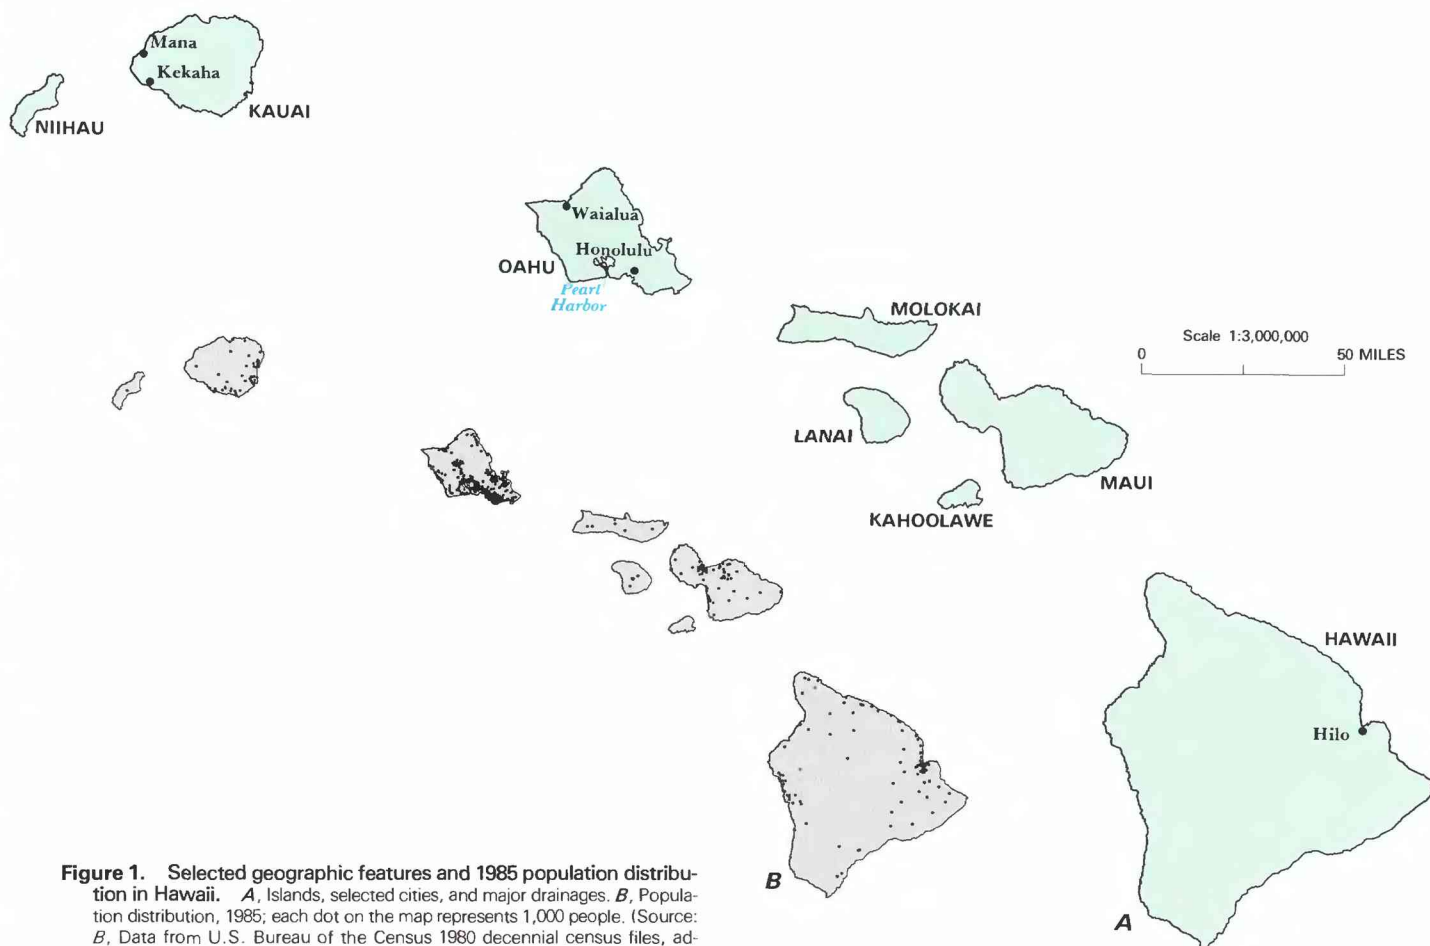 Mana
Kekaha
KAUAI
NIIHAU
Waialua
Honolulu
OAHU
Pearl
Harbor
MOLOKAI
Scale 1:3,000,000
0 50 MILES
LANAI
MAUI
KAHOOLAWE
HAWAII
Hilo
B
A
Figure 1. Selected geographic features and 1985 population distribu-
tion in Hawaii. A, Islands, selected cities, and major drainages. B, Popula-
tion distribution, 1985; each dot on the map represents 1,000 people. (Source:
B, Data from U.S. Bureau of the Census 1980 decennial census files, ad-